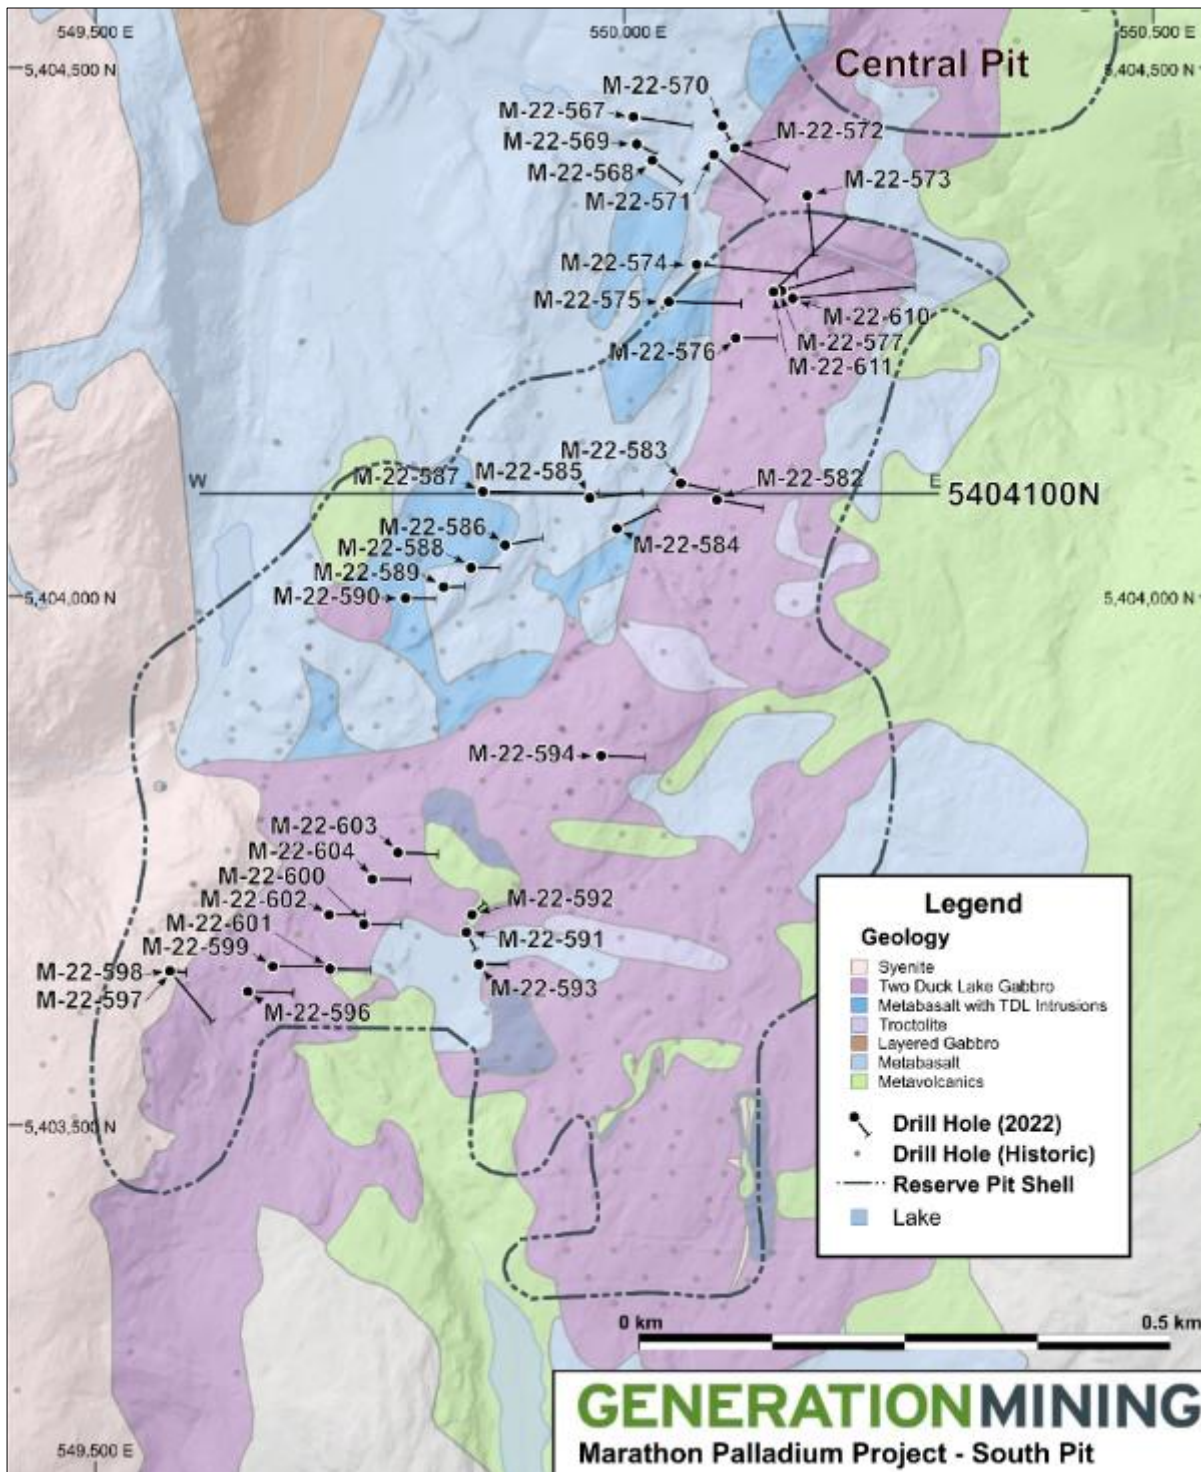 549,500 E
550,000 E
550,500 E
5,404,500 N
Central Pit
5,404,500 N
M-22-570
M-22-567
M-22-572
M-22-569
M-22-568
M-22-573
M-22-571
M-22-574
M-22-575
M-22-610
M-22-577
M-22-576
M-22-611
M-22-583
M-22-587
M-22-585
M-22-582
W
E
5404100N
M-22-586
M-22-584
M-22-588
M-22-589
M-22-590
5,404,000 N
5,404,000 N
M-22-594
M-22-603
M-22-604
M-22-600
M-22-602
M-22-592
M-22-601
M-22-591
M-22-599
M-22-598
M-22-593
M-22-597
M-22-596
Legend
Geology
Syenite
Two Duck Lake Gabbro
Metabasalt with TDL Intrusions
Troctolite
Layered Gabbro
Metabasalt
Metavolcanics
Drill Hole (2022)
Drill Hole (Historic)
Reserve Pit Shell
Lake
5,403,500 N
0 km
0.5 km
GENERATION MINING
549,500 E
Marathon Palladium Project - South Pit